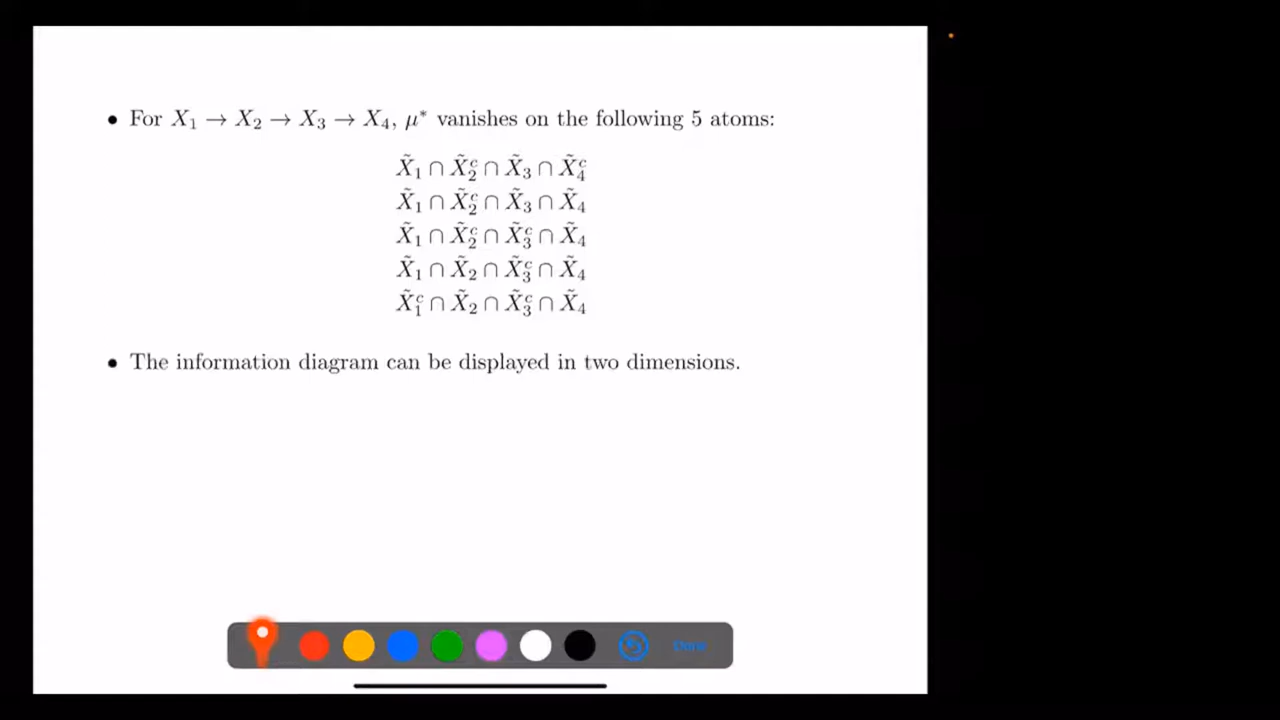 • For X₁ → X₂ → X₃ → X₄, μ* vanishes on the following 5 atoms:
X̃₁ ∩ X̃₂ᶜ ∩ X̃₃ ∩ X̃₄ᶜ
X̃₁ ∩ X̃₂ᶜ ∩ X̃₃ ∩ X̃₄
X̃₁ ∩ X̃₂ᶜ ∩ X̃₃ᶜ ∩ X̃₄
X̃₁ ∩ X̃₂ ∩ X̃₃ᶜ ∩ X̃₄
X̃₁ᶜ ∩ X̃₂ ∩ X̃₃ᶜ ∩ X̃₄
• The information diagram can be displayed in two dimensions.
Done